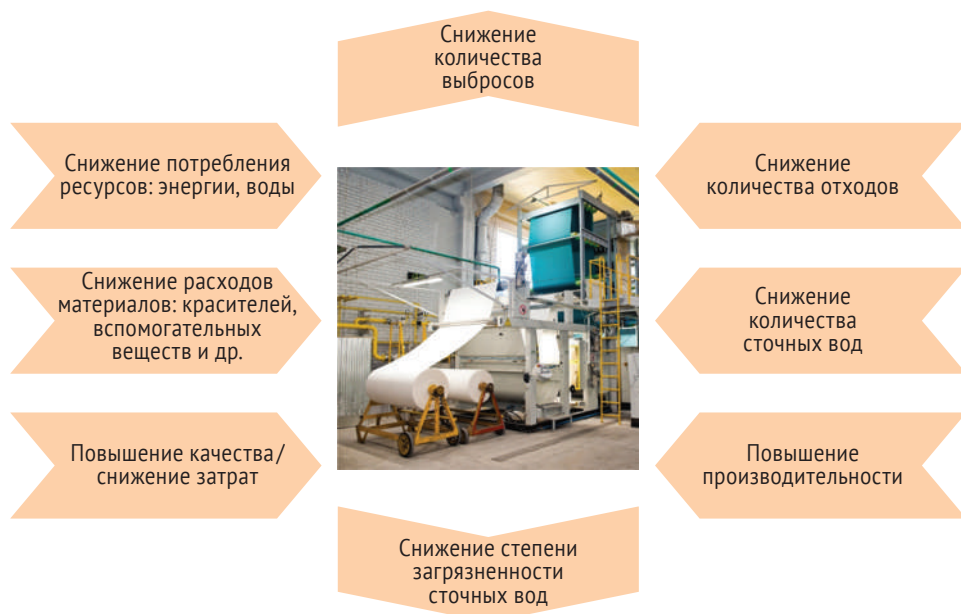 Снижение
количества
выбросов
Снижение потребления
ресурсов: энергии, воды
Снижение
количества отходов
Снижение расходов
материалов: красителей,
вспомогательных
веществ и др.
Снижение
количества
сточных вод
Повышение качества/
снижение затрат
Повышение
производительности
Снижение степени
загрязненности
сточных вод